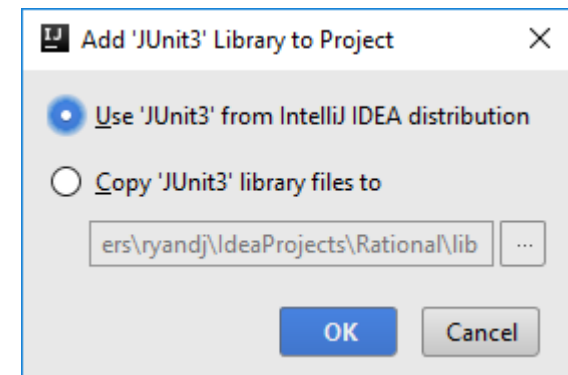 IJ Add 'JUnit3' Library to Project
Use 'JUnit3' from IntelliJ IDEA distribution
Copy 'JUnit3' library files to
ers\ryandj\IdeaProjects\Rational\lib ...
OK Cancel